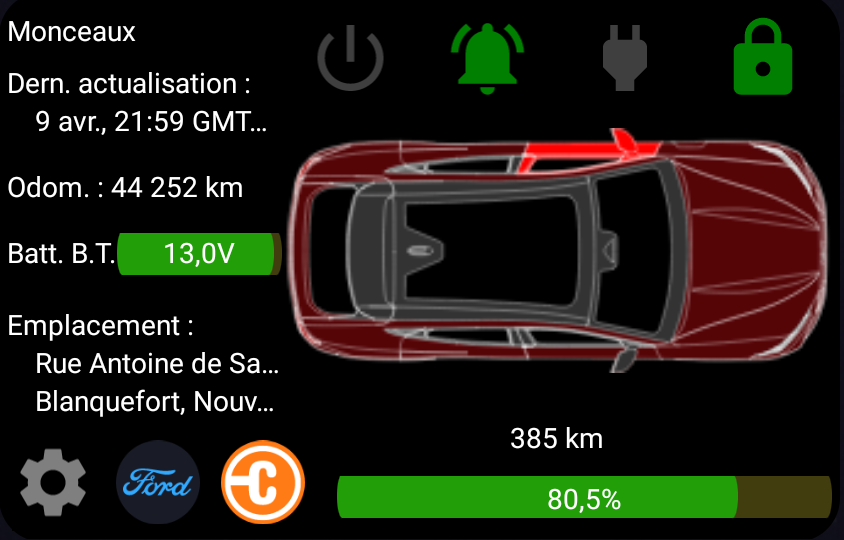 Monceaux
Dern. actualisation :
9 avr., 21:59 GMT...
Odom. : 44 252 km
Batt. B.T. 13,0V
Emplacement :
Rue Antoine de Sa...
Blanquefort, Nouv...
Ford
C
385 km
80,5%